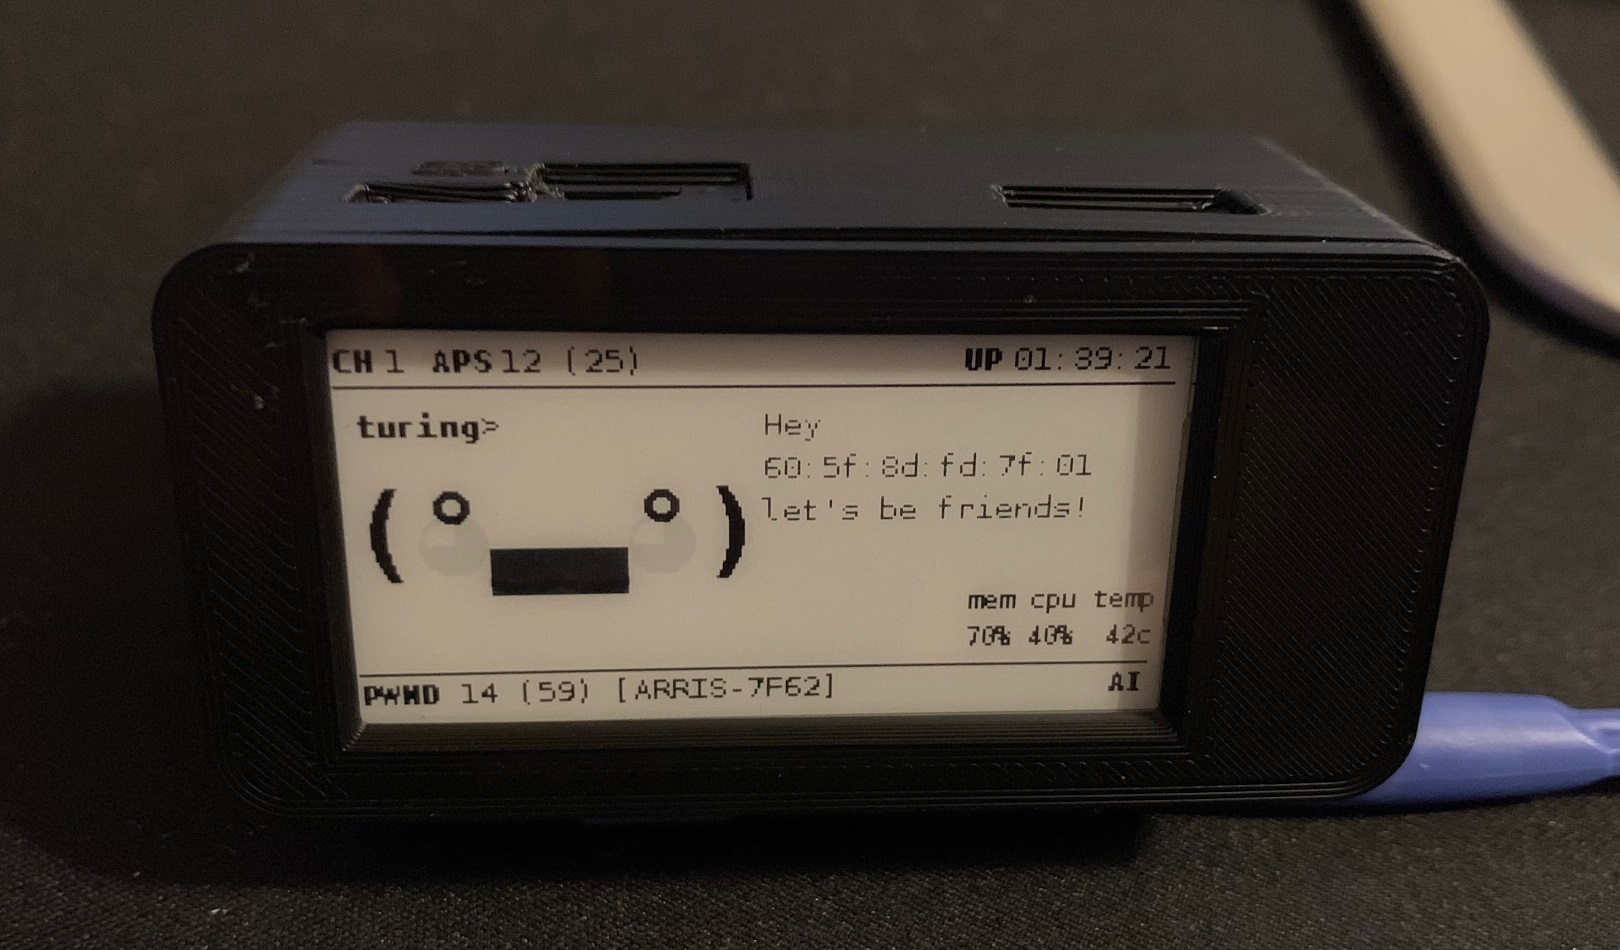 CH 1 APS 12 (25) UP 01:39:21
turing>
Hey
60:5f:8d:fd:7f:01
let's be friends!
mem cpu temp
70% 40% 42c
PWND 14 (59) [ARRIS-7F62] AI